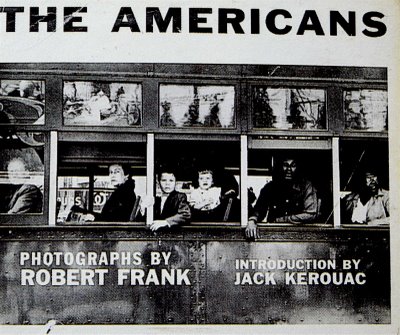 THE AMERICANS
PHOTOGRAPHS BY
ROBERT FRANK
INTRODUCTION BY
JACK KEROUAC